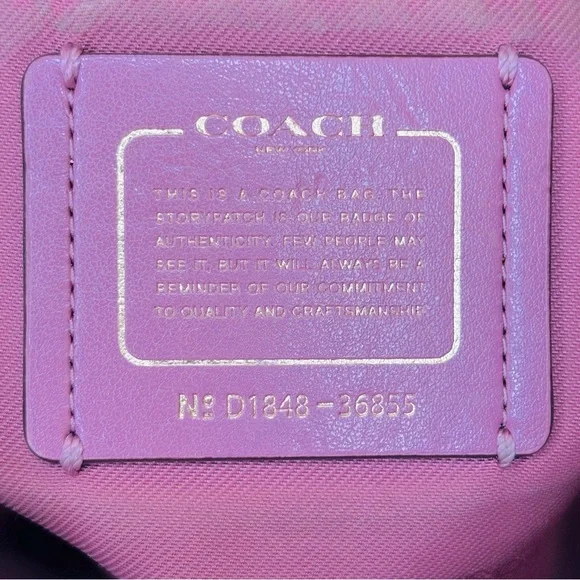 COACH
NEW YORK
THIS IS A COACH BAG. THE
STORYPATCH IS OUR BADGE OF
AUTHENTICITY. FEW PEOPLE MAY
SEE IT, BUT IT WILL ALWAYS BE A
REMINDER OF OUR COMMITMENT
TO QUALITY AND CRAFTSMANSHIP.
Nº D1848-36855